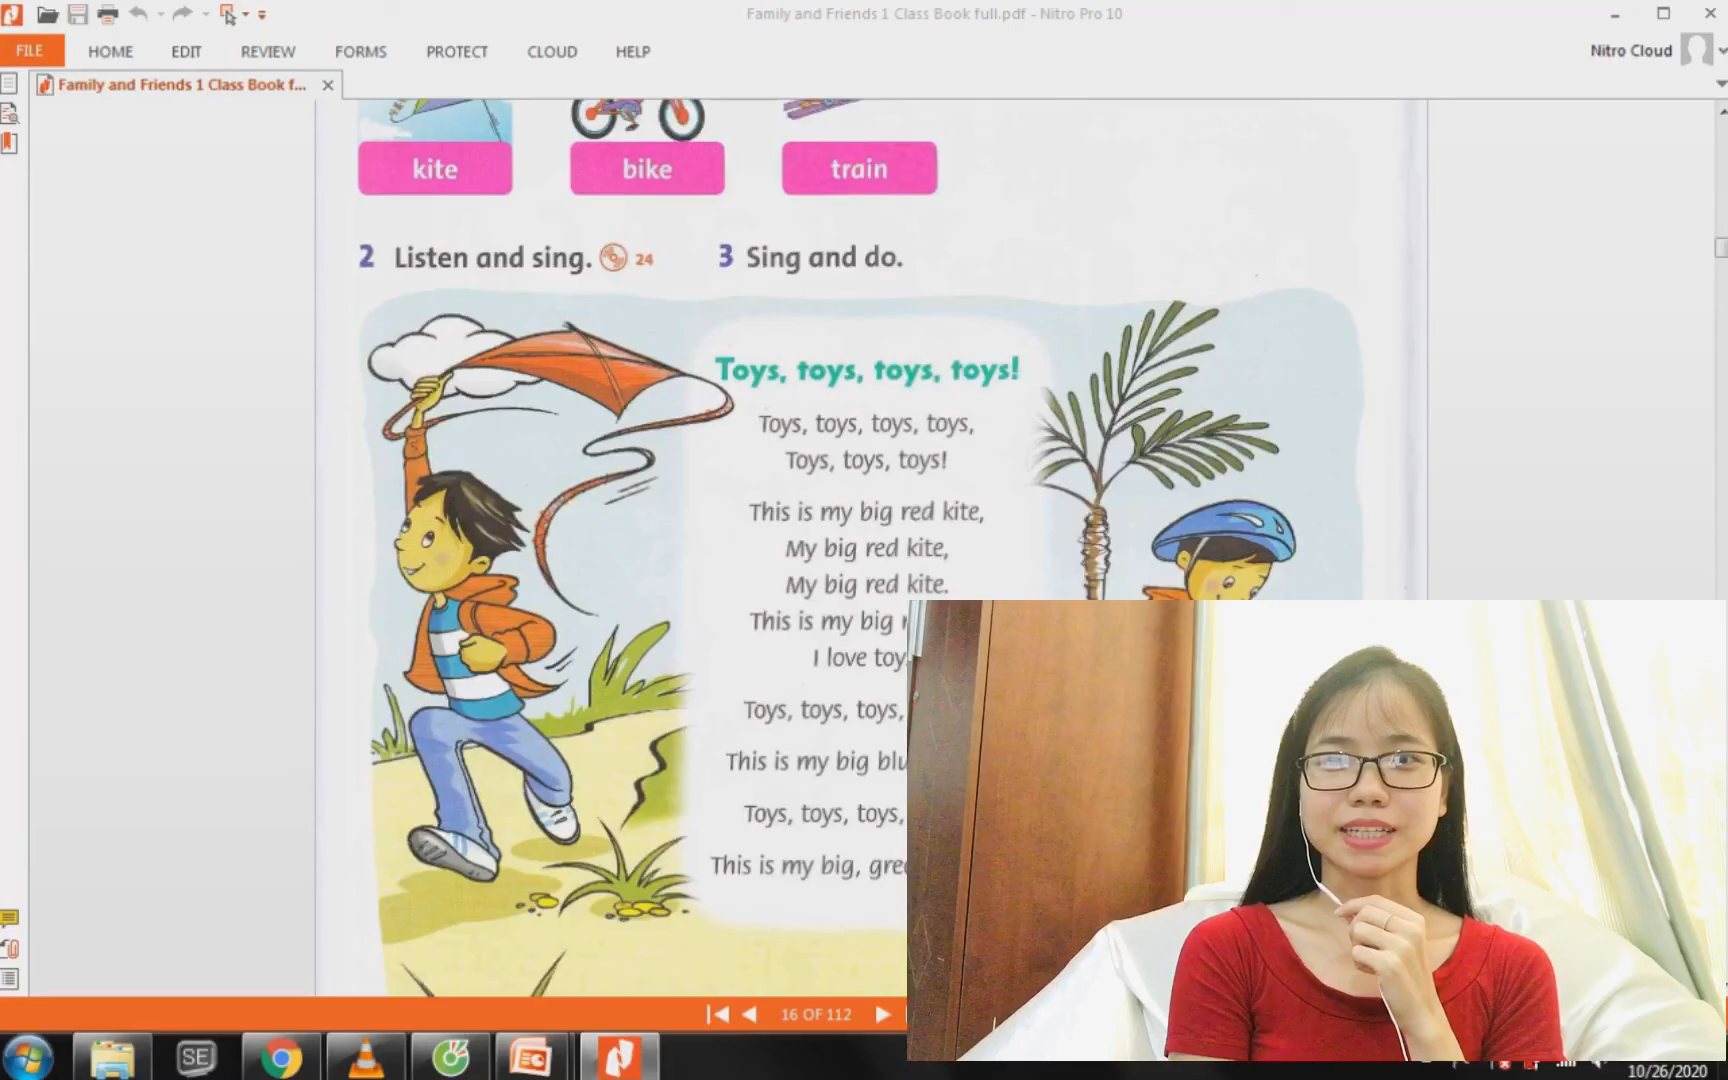 Family and Friends 1 Class Book full.pdf - Nitro Pro 10
FILE HOME EDIT REVIEW FORMS PROTECT CLOUD HELP
Nitro Cloud
Family and Friends 1 Class Book f...
kite bike train
2 Listen and sing. 24 3 Sing and do.
Toys, toys, toys, toys!
Toys, toys, toys, toys,
Toys, toys, toys!
This is my big red kite,
My big red kite,
My big red kite.
This is my big
I love toy
Toys, toys, toys,
This is my big blu
Toys, toys, toys,
This is my big, gree
16 OF 112
SE
10/26/2020